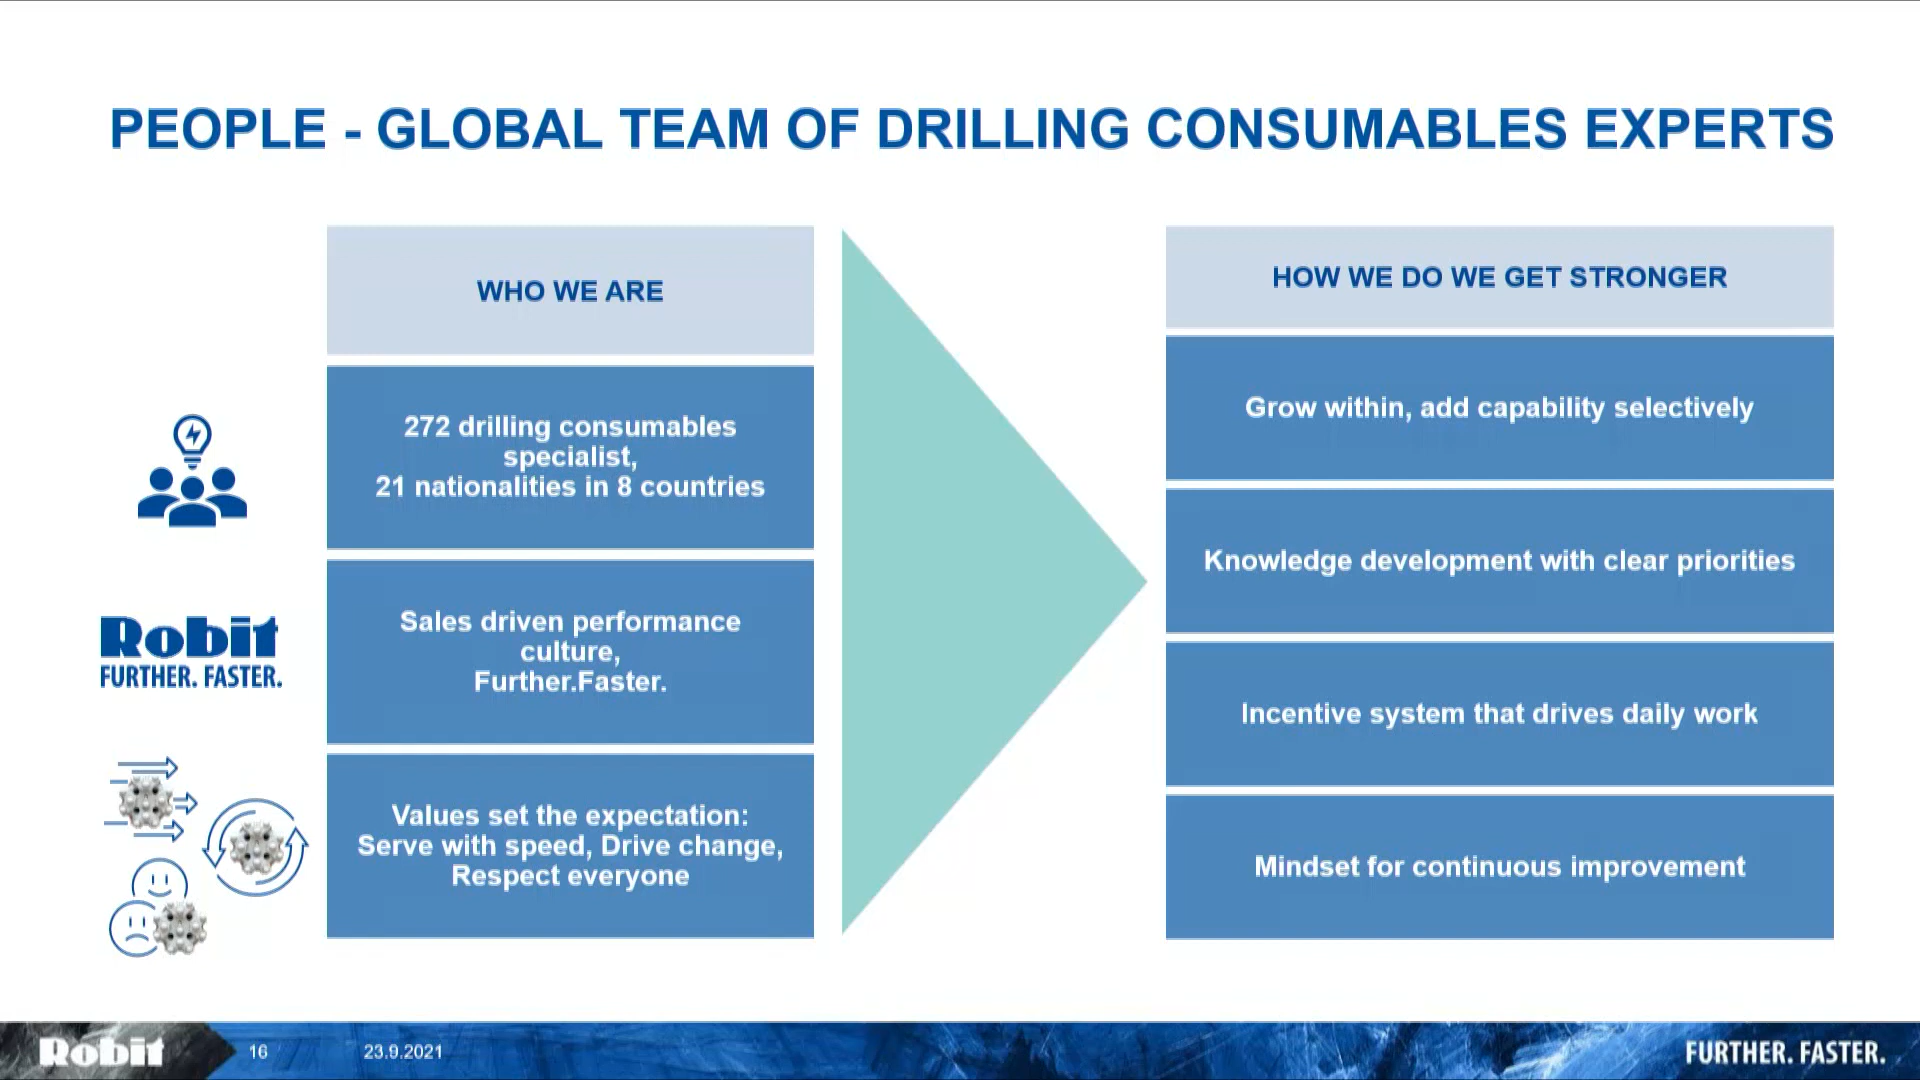 PEOPLE - GLOBAL TEAM OF DRILLING CONSUMABLES EXPERTS
WHO WE ARE
272 drilling consumables
specialist,
21 nationalities in 8 countries
Robit
FURTHER. FASTER.
Sales driven performance
culture,
Further.Faster.
Values set the expectation:
Serve with speed, Drive change,
Respect everyone
HOW WE DO WE GET STRONGER
Grow within, add capability selectively
Knowledge development with clear priorities
Incentive system that drives daily work
Mindset for continuous improvement
Robit
16
23.9.2021
FURTHER. FASTER.